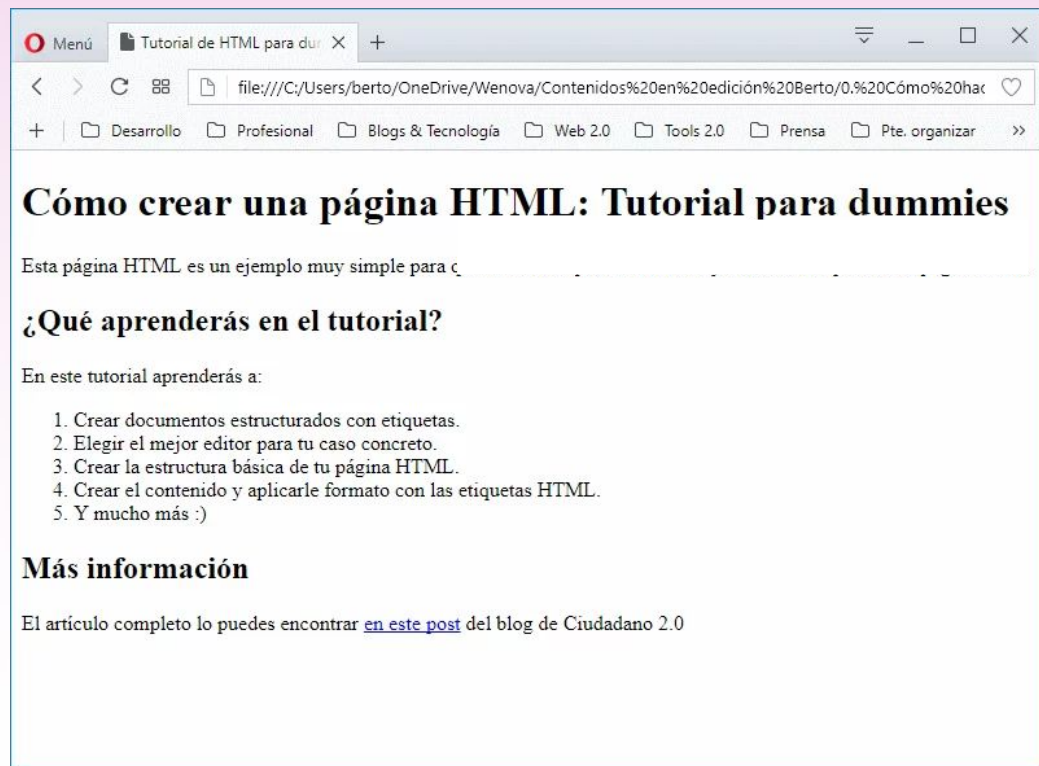 Menú
Tutorial de HTML para dur
file:///C:/Users/berto/OneDrive/Wenova/Contenidos%20en%20edición%20Berto/0.%20Cómo%20hac
Desarrollo Profesional Blogs & Tecnología Web 2.0 Tools 2.0 Prensa Pte. organizar
Cómo crear una página HTML: Tutorial para dummies
Esta página HTML es un ejemplo muy simple para
¿Qué aprenderás en el tutorial?
En este tutorial aprenderás a:
1. Crear documentos estructurados con etiquetas.
2. Elegir el mejor editor para tu caso concreto.
3. Crear la estructura básica de tu página HTML.
4. Crear el contenido y aplicarle formato con las etiquetas HTML.
5. Y mucho más :)
Más información
El artículo completo lo puedes encontrar en este post del blog de Ciudadano 2.0